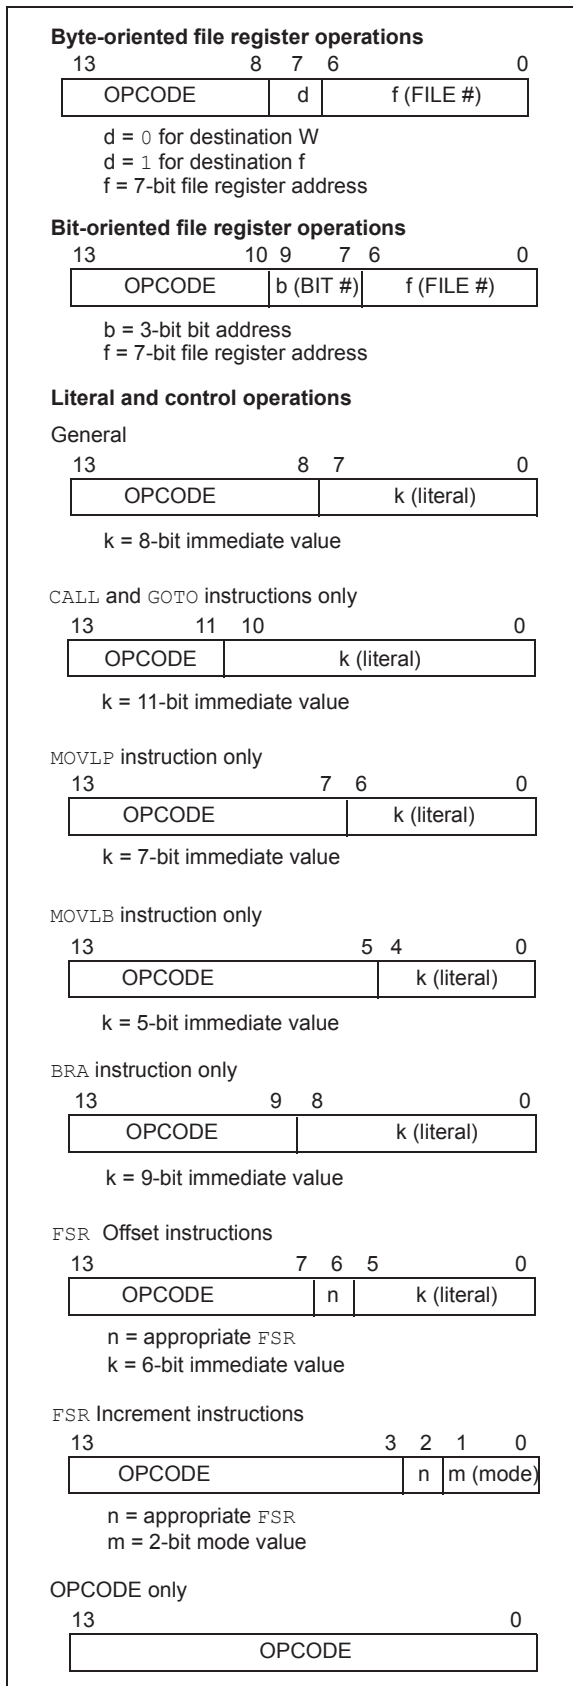 Byte-oriented file register operations
13 8 7 6 0
OPCODE d f (FILE #)
d = 0 for destination W
d = 1 for destination f
f = 7-bit file register address
Bit-oriented file register operations
13 10 9 7 6 0
OPCODE b (BIT #) f (FILE #)
b = 3-bit bit address
f = 7-bit file register address
Literal and control operations
General
13 8 7 0
OPCODE k (literal)
k = 8-bit immediate value
CALL and GOTO instructions only
13 11 10 0
OPCODE k (literal)
k = 11-bit immediate value
MOVLP instruction only
13 7 6 0
OPCODE k (literal)
k = 7-bit immediate value
MOVLB instruction only
13 5 4 0
OPCODE k (literal)
k = 5-bit immediate value
BRA instruction only
13 9 8 0
OPCODE k (literal)
k = 9-bit immediate value
FSR Offset instructions
13 7 6 5 0
OPCODE n k (literal)
n = appropriate FSR
k = 6-bit immediate value
FSR Increment instructions
13 3 2 1 0
OPCODE n m (mode)
n = appropriate FSR
m = 2-bit mode value
OPCODE only
13 0
OPCODE